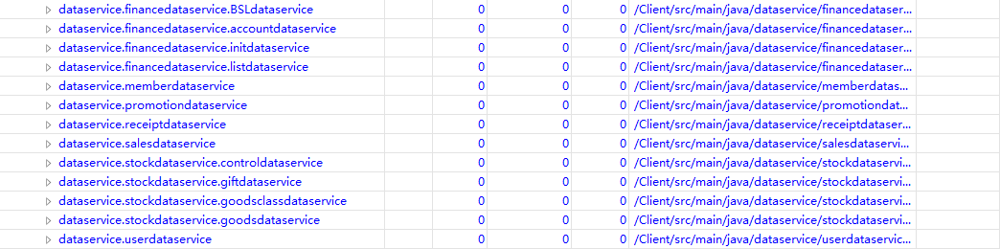 dataservice.financedataservice.BSLdataservice 0 0 0 /Client/src/main/java/dataservice/financedataser...
dataservice.financedataservice.accountdataservice 0 0 0 /Client/src/main/java/dataservice/financedataser...
dataservice.financedataservice.initdataservice 0 0 0 /Client/src/main/java/dataservice/financedataser...
dataservice.financedataservice.listdataservice 0 0 0 /Client/src/main/java/dataservice/financedataser...
dataservice.memberdataservice 0 0 0 /Client/src/main/java/dataservice/memberdatas...
dataservice.promotiondataservice 0 0 0 /Client/src/main/java/dataservice/promotiondat...
dataservice.receiptdataservice 0 0 0 /Client/src/main/java/dataservice/receiptdataser...
dataservice.salesdataservice 0 0 0 /Client/src/main/java/dataservice/salesdataservi...
dataservice.stockdataservice.controldataservice 0 0 0 /Client/src/main/java/dataservice/stockdataservi...
dataservice.stockdataservice.giftdataservice 0 0 0 /Client/src/main/java/dataservice/stockdataservi...
dataservice.stockdataservice.goodsclassdataservice 0 0 0 /Client/src/main/java/dataservice/stockdataservi...
dataservice.stockdataservice.goodsdataservice 0 0 0 /Client/src/main/java/dataservice/stockdataservi...
dataservice.userdataservice 0 0 0 /Client/src/main/java/dataservice/userdataservic...